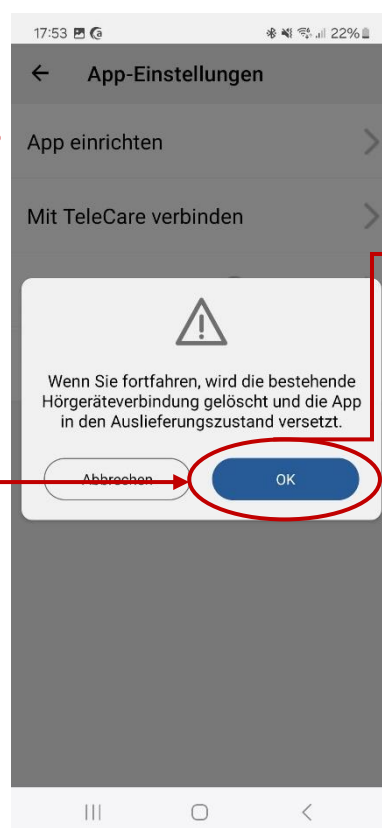 17:53 22%
App-Einstellungen
App einrichten
Mit TeleCare verbinden
Wenn Sie fortfahren, wird die bestehende
Hörgeräteverbindung gelöscht und die App
in den Auslieferungszustand versetzt.
Abbrechen OK